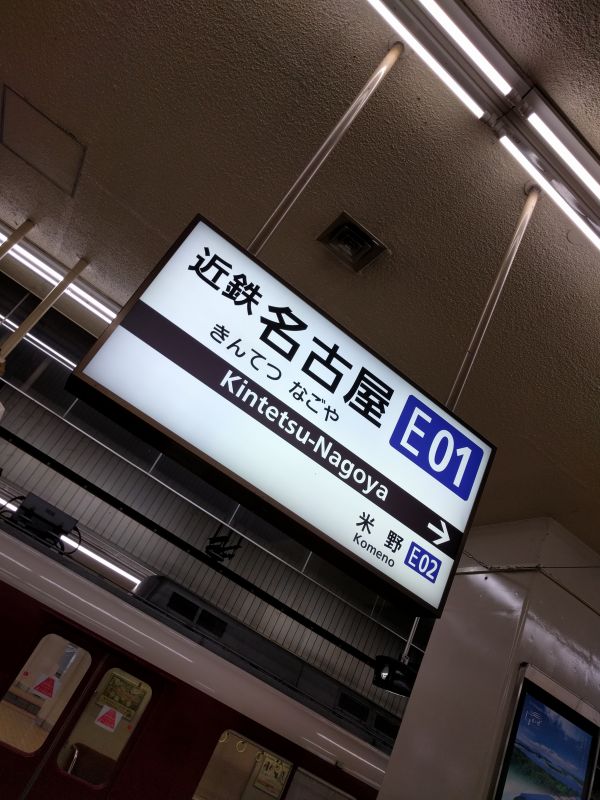 近鉄名古屋 E01
きんてつ なごや
Kintetsu-Nagoya →
米野 E02
Komeno